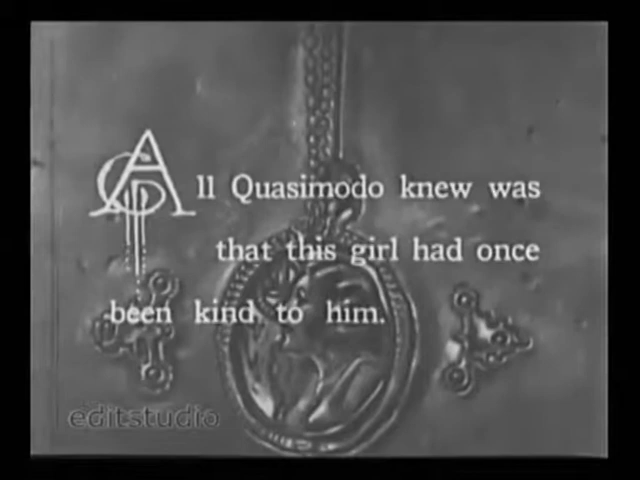 All Quasimodo knew was
that this girl had once
been kind to him.
editstudio